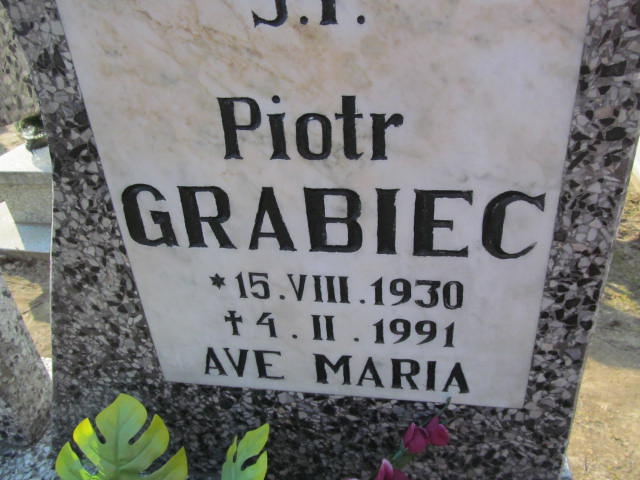 Ś.P.
Piotr
GRABIEC
*15.VIII.1930
†4.II.1991
AVE MARIA